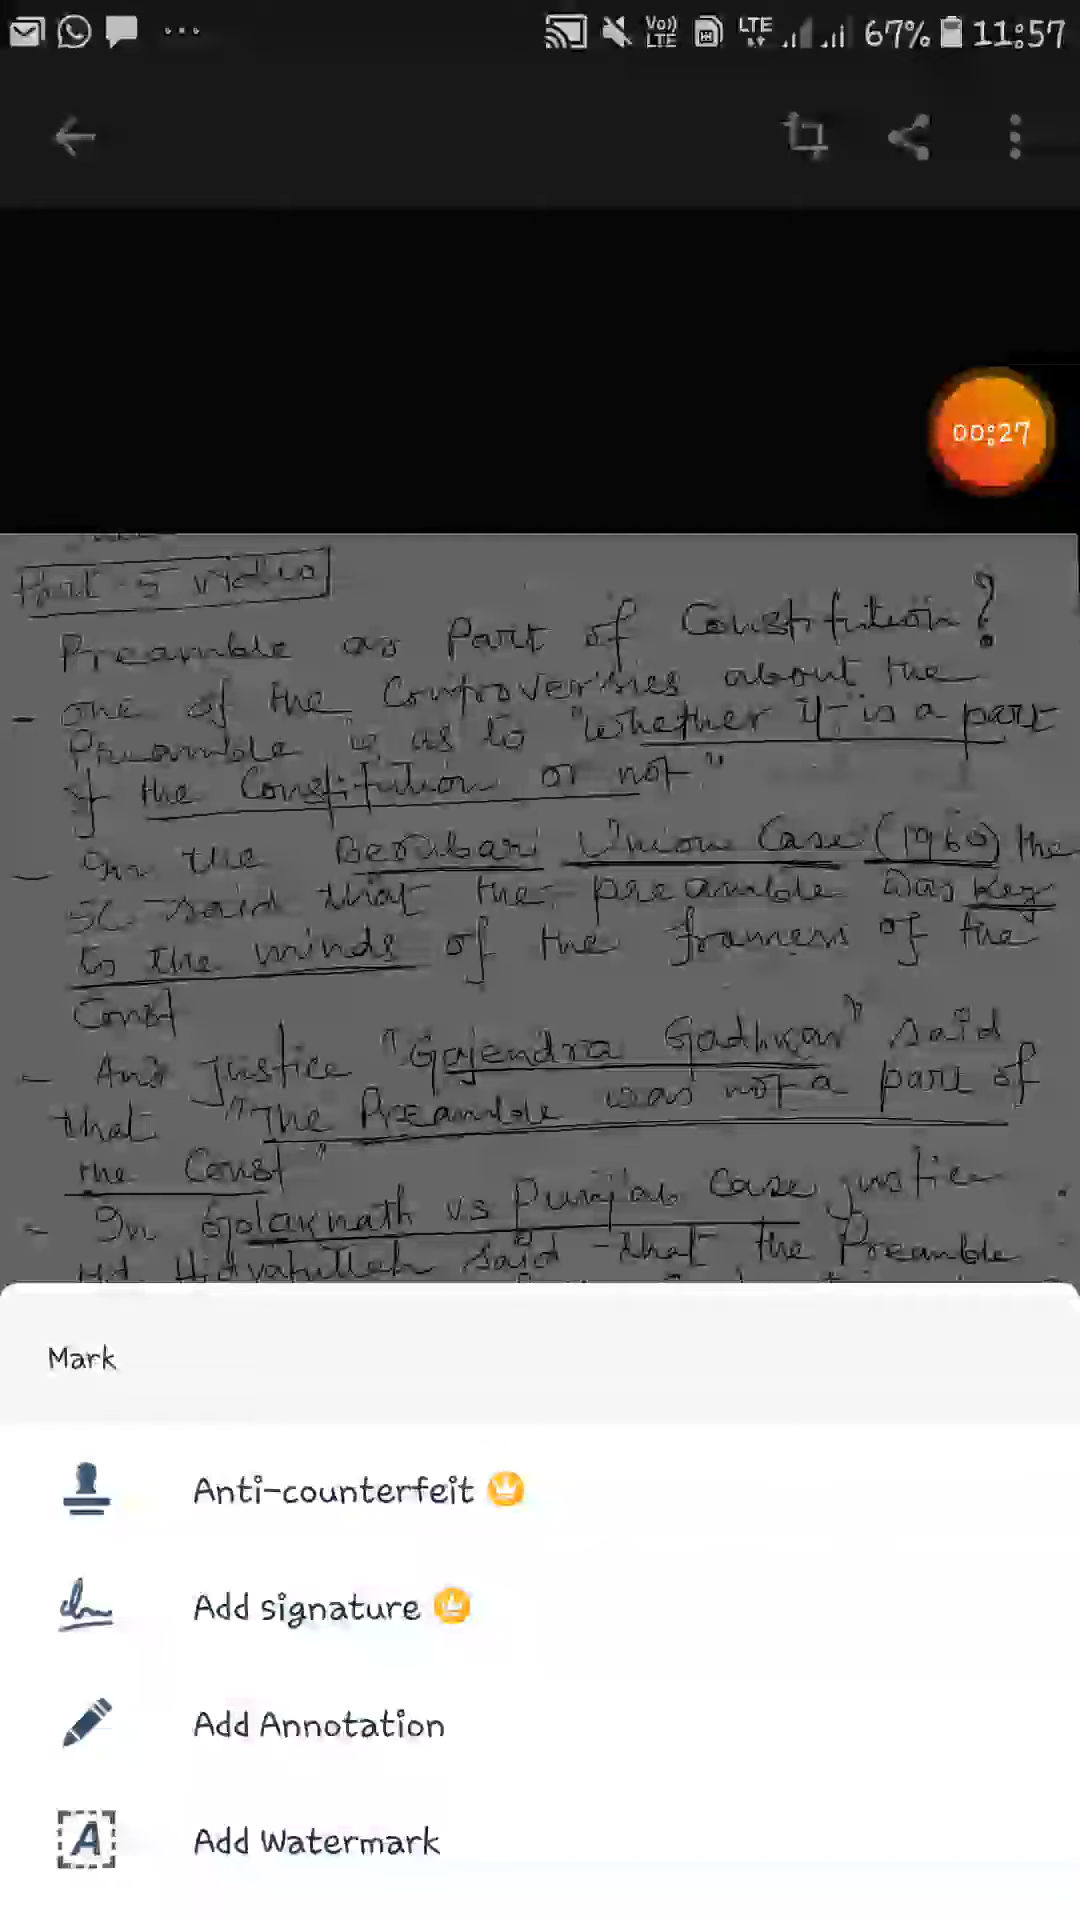 67% 11:57
00:27
Part-5 video
Preamble as Part of Constitution?
- one of the Controversies about the
Preamble is as to "whether it is a part
of the Constitution or not"
- In the Berubari Union Case (1960) the
SC said that the preamble was key
to the minds of the framers of the
Const
- And Justice "Gajendra Gadhkar" said
that "The Preamble was not a part of
the Const"
- In Golaknath vs Punjab Case justice
Hidyatullah said that the Preamble
Mark
Anti-counterfeit
Add signature
Add Annotation
A Add Watermark